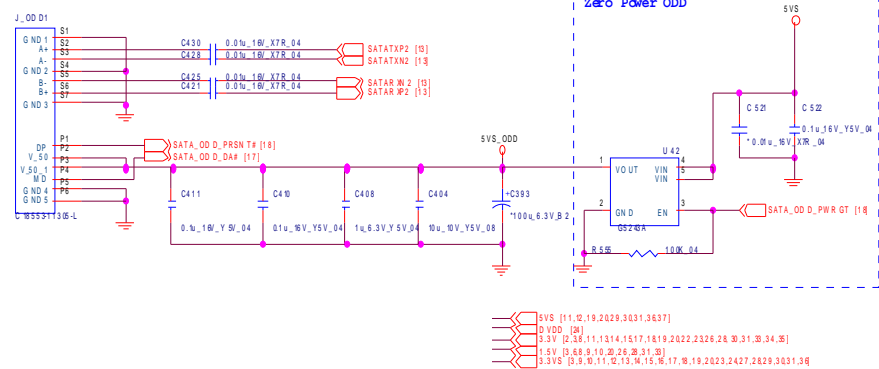 Zero Power ODD
J_ODD1
5VS
S1
GND1
S2
A+
S3
A-
S4
GND2
S5
B-
S6
B+
S7
GND3
C430 0.01u_16V_X7R_04
C428 0.01u_16V_X7R_04
C425 0.01u_16V_X7R_04
C421 0.01u_16V_X7R_04
SATATXP2 [13]
SATATXN2 [13]
SATARXN2 [13]
SATARXP2 [13]
P1
DP
P2
V_50
P3
V_50_1
P4
MD
P5
GND4
P6
GND5
C18553-11305-L
SATA_ODD_PRSNT# [18]
SATA_ODD_DA# [17]
5VS_ODD
C411
0.1u_16V_Y5V_04
C410
0.1u_16V_Y5V_04
C408
1u_6.3V_Y5V_04
C404
10u_10V_Y5V_08
+C393
*100u_6.3V_B2
U42
1 VOUT VIN 4
VIN 5
2 GND EN 3
G5243A
R555 100K_04
C521
*0.01u_16V_X7R_04
C522
0.1u_16V_Y5V_04
SATA_ODD_PWRGT [18]
5VS [11,12,19,20,29,30,31,36,37]
DVDD [24]
3.3V [2,3,8,11,13,14,15,17,18,19,20,22,23,26,28,30,31,33,34,35]
1.5V [3,6,8,9,10,20,26,28,31,33]
3.3VS [3,9,10,11,12,13,14,15,16,17,18,19,20,23,24,27,28,29,30,31,36]